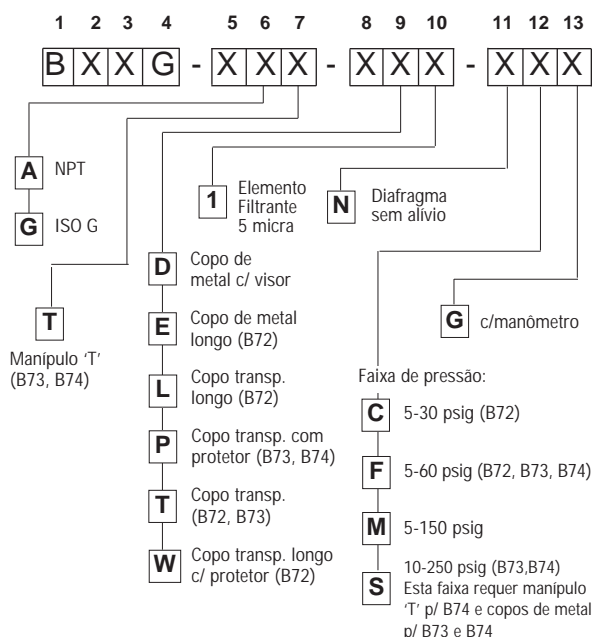 1 2 3 4 5 6 7 8 9 10 11 12 13
B X X G - X X X - X X X - X X X
A NPT
G ISO G
T
Manípulo ‘T’
(B73, B74)
D Copo de
metal c/ visor
E Copo de metal
longo (B72)
L Copo transp.
longo (B72)
P Copo transp. com
protetor (B73, B74)
T Copo transp.
(B72, B73)
W Copo transp. longo
c/ protetor (B72)
1 Elemento
Filtrante
5 micra
N Diafragma
sem alívio
G c/manômetro
Faixa de pressão:
C 5-30 psig (B72)
F 5-60 psig (B72, B73, B74)
M 5-150 psig
S 10-250 psig (B73,B74)
Esta faixa requer manípulo
‘T’ p/ B74 e copos de metal
p/ B73 e B74